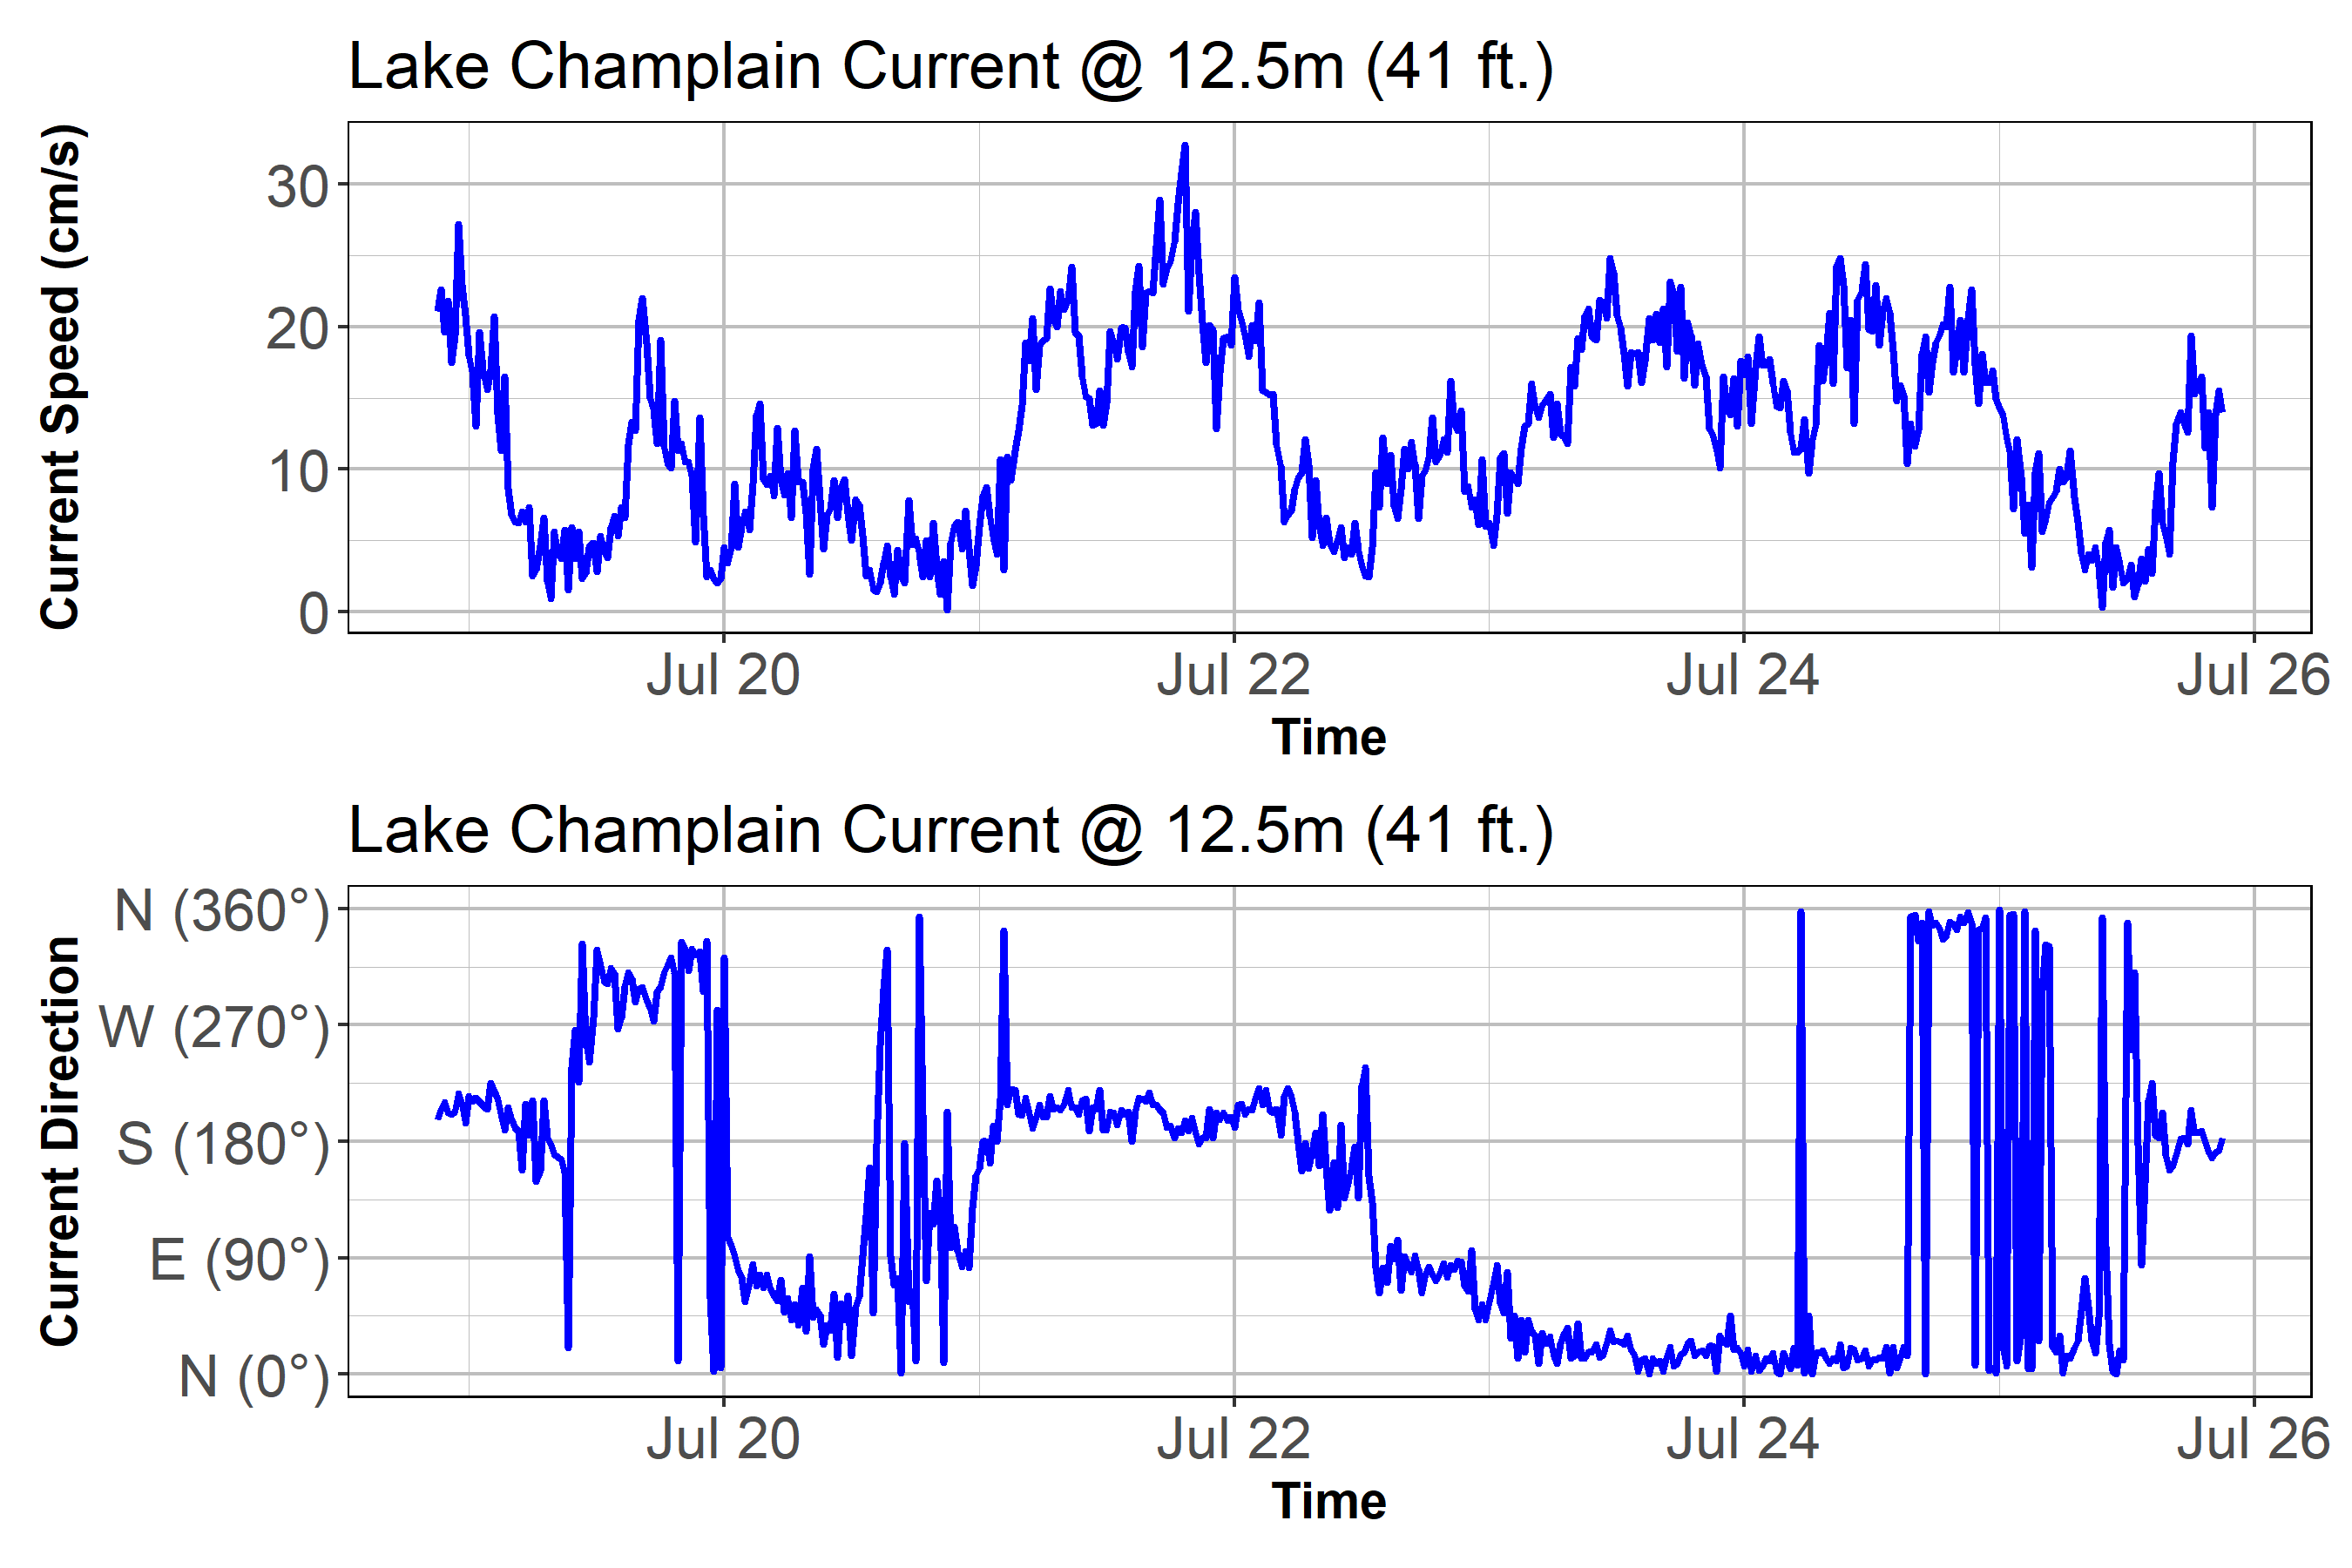 Lake Champlain Current @ 12.5m (41 ft.)
Current Speed (cm/s)
30
20
10
0
Jul 20 Jul 22 Jul 24 Jul 26
Time
Lake Champlain Current @ 12.5m (41 ft.)
Current Direction
N (360°)
W (270°)
S (180°)
E (90°)
N (0°)
Jul 20 Jul 22 Jul 24 Jul 26
Time